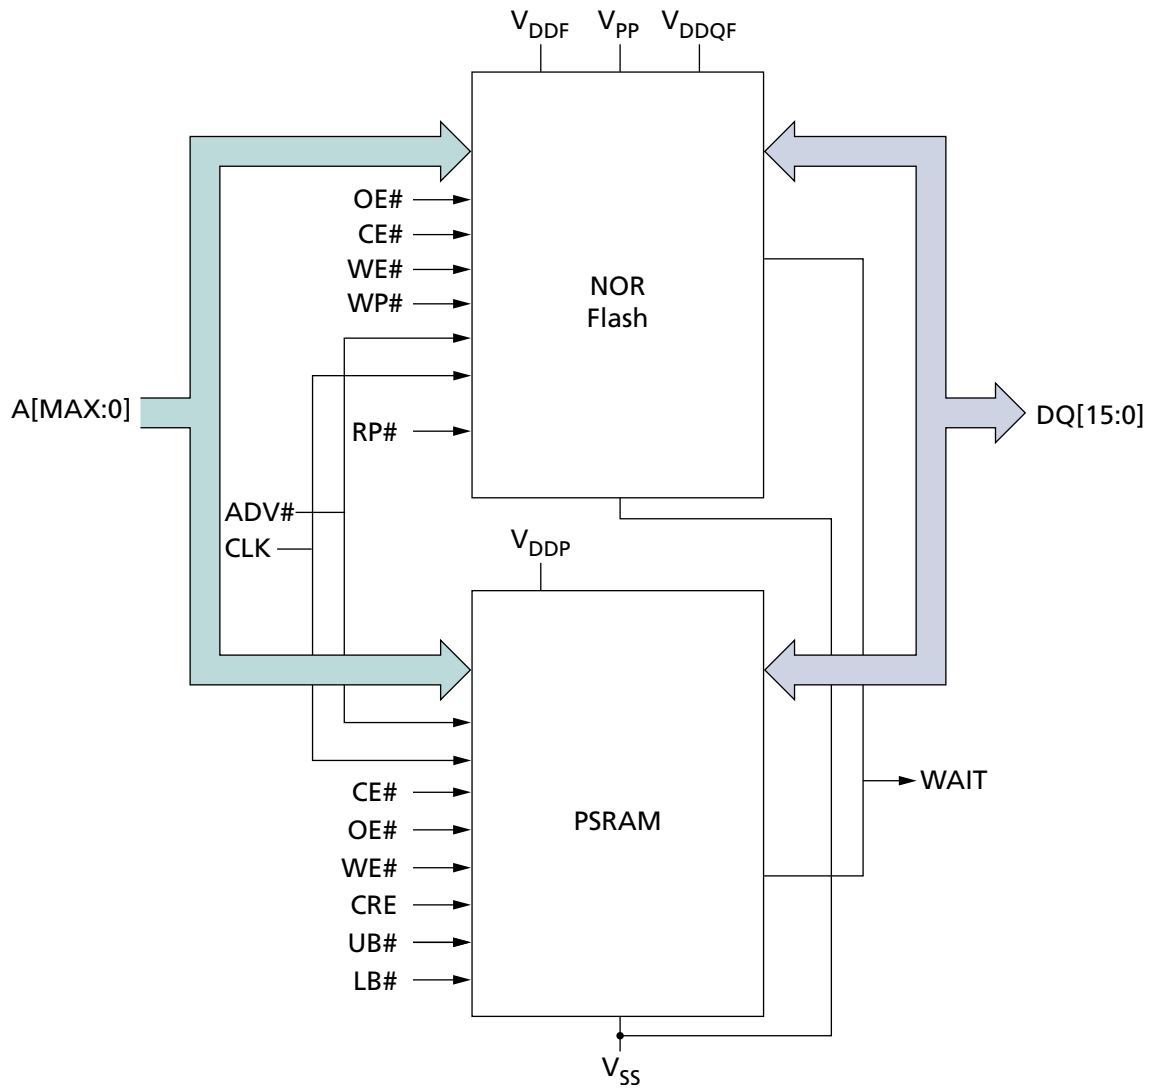 V_DDF V_PP V_DDQF
OE#
CE#
WE#
WP#
NOR
Flash
A[MAX:0]
DQ[15:0]
RP#
ADV#
CLK
V_DDP
WAIT
CE#
OE#
PSRAM
WE#
CRE
UB#
LB#
V_SS